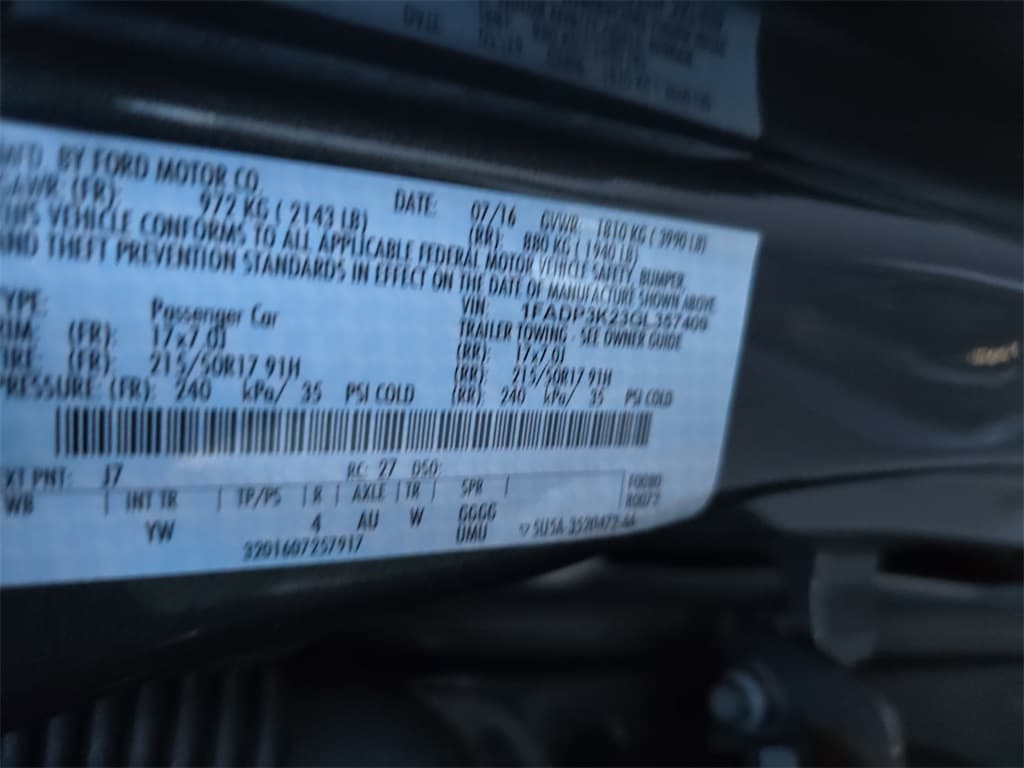 MFD. BY FORD MOTOR CO.
DATE: 07/16 GVWR: 1810 KG ( 3990 LB)
GAWR (FR): 972 KG ( 2143 LB) (RR): 880 KG ( 1940 LB)
THIS VEHICLE CONFORMS TO ALL APPLICABLE FEDERAL MOTOR VEHICLE SAFETY, BUMPER
AND THEFT PREVENTION STANDARDS IN EFFECT ON THE DATE OF MANUFACTURE SHOWN ABOVE
VIN: 1FADP3K23GL357409
TYPE: Passenger Car TRAILER TOWING - SEE OWNER GUIDE
RIM: (FR): 17x7.0J (RR): 17x7.0J
TIRE: (FR): 215/50R17 91H (RR): 215/50R17 91H
PRESSURE: (FR): 240 kPa/ 35 PSI COLD (RR): 240 kPa/ 35 PSI COLD
EXT PNT: J7 RC: 27 DSO:
WB INT TR TP/PS R AXLE TR SPR
YW 4 AU W GGGG
UMU
3201607257917